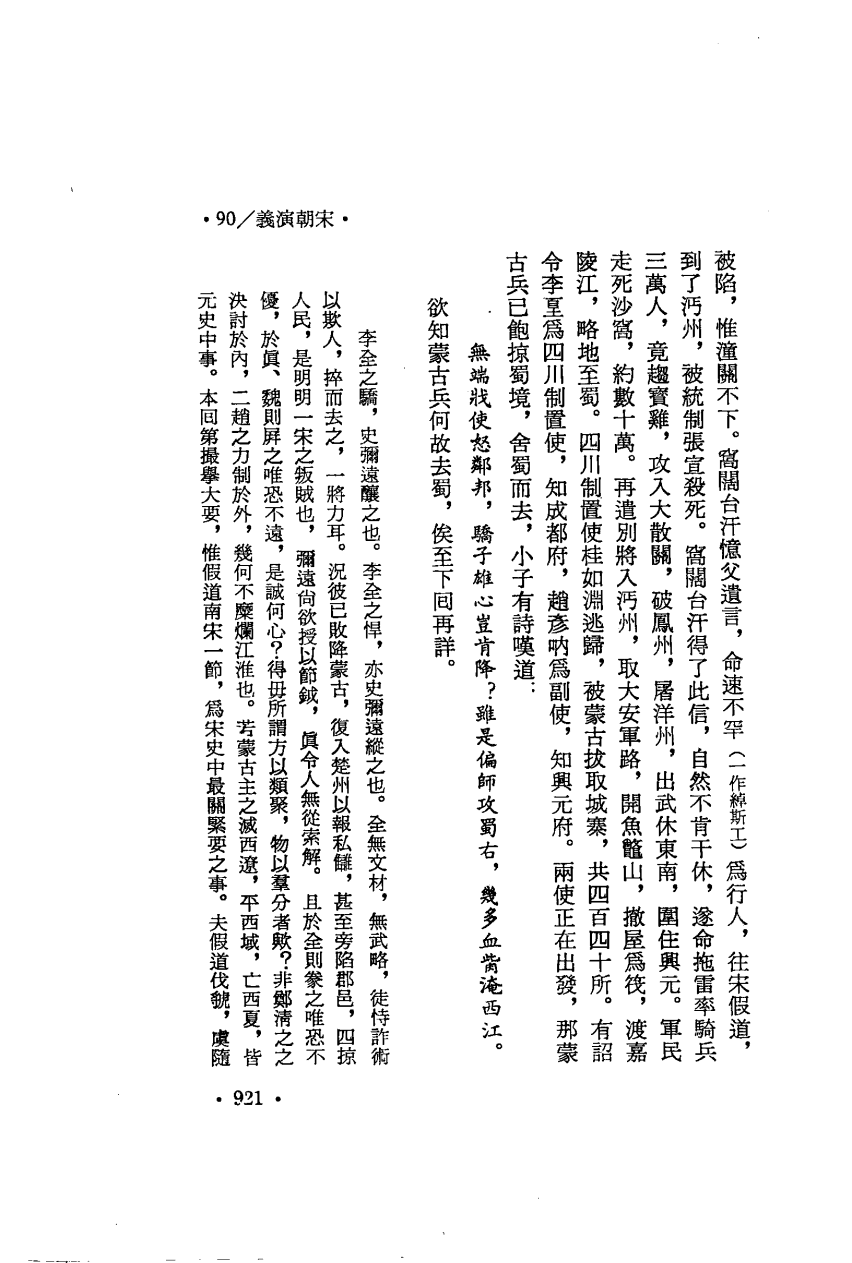 ·90／義演朝宋·
被陷，惟潼關不下。窩闊台汗憶父遺言，命速不罕（一作綽斯工）爲行人，往宋假道，
到了沔州，被統制張宣殺死。窩闊台汗得了此信，自然不肯干休，遂命拖雷率騎兵
三萬人，竟趨寶雞，攻入大散關，破鳳州，屠洋州，出武休東南，圍住興元。軍民
走死沙窩，約數十萬。再遣別將入沔州，取大安軍路，開魚鼈山，撤屋爲筏，渡嘉
陵江，略地至蜀。四川制置使桂如淵逃歸，被蒙古拔取城寨，共四百四十所。有詔
令李𡌴爲四川制置使，知成都府，趙彥吶爲副使，知興元府。兩使正在出發，那蒙
古兵已飽掠蜀境，舍蜀而去，小子有詩嘆道：
無端戕使怒鄰邦，驕子雄心豈肯降？雖是偏師攻蜀右，幾多血胔淹西江。
欲知蒙古兵何故去蜀，俟至下回再詳。
李全之驕，史彌遠釀之也。李全之悍，亦史彌遠縱之也。全無文材，無武略，徒恃詐術
以欺人，捽而去之，一將力耳。況彼已敗降蒙古，復入楚州以報私讎，甚至旁陷郡邑，四掠
人民，是明明一宋之叛賊也，彌遠尙欲授以節鉞，眞令人無從索解。且於全則豢之唯恐不
優，於眞、魏則屏之唯恐不遠，是誠何心？得毋所謂方以類聚，物以羣分者歟？非鄭清之之
決討於內，二趙之力制於外，幾何不糜爛江淮也。若蒙古主之滅西遼，平西域，亡西夏，皆
元史中事。本回第撮擧大要，惟假道南宋一節，爲宋史中最關緊要之事。夫假道伐虢，虞隨
·921·